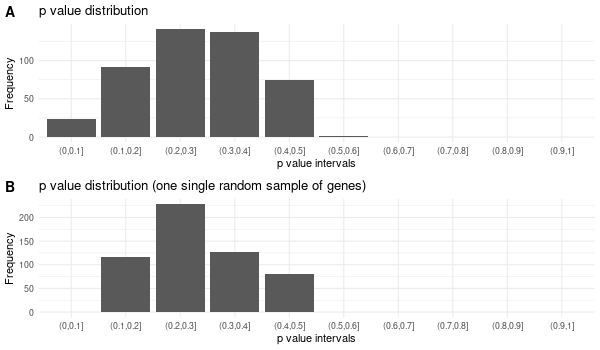 A p value distribution
Frequency
100
50
0
(0,0.1] (0.1,0.2] (0.2,0.3] (0.3,0.4] (0.4,0.5] (0.5,0.6] (0.6,0.7] (0.7,0.8] (0.8,0.9] (0.9,1]
p value intervals
B p value distribution (one single random sample of genes)
Frequency
200
150
100
50
0
(0,0.1] (0.1,0.2] (0.2,0.3] (0.3,0.4] (0.4,0.5] (0.5,0.6] (0.6,0.7] (0.7,0.8] (0.8,0.9] (0.9,1]
p value intervals